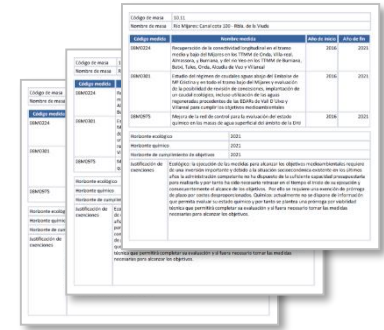 Código de masa 10.11
Nombre de masa Río Mijares: Canal cota 220 - Rbla. de la Viuda
Código medida Nombre medida Año de inicio Año de fin
08M0224 Recuperación de la conectividad longitudinal en el tramo 2016 2021
medio y bajo del Mijares en los TTMM de Onda, Villa-real,
Almassora, y Burriana, y del río Veo en los TTMM de Burriana,
Betxí, Tales, Onda, Alcudia de Veo y Villarreal
08M0381 Estudio del régimen de caudales aguas abajo del Embalse de 2016 2021
Mª Cristina y en todo el tramo bajo del Mijares y evaluación
de la posibilidad de revisión de concesiones, implantación de
un caudal ecológico, incluso utilización de las aguas
regeneradas procedentes de las EDARs de Vall D'Uixo y
Villarreal para cumplir los objetivos medioambientales
08M0975 Mejora de la red de control para la evaluación del estado 2016 2021
químico en las masas de agua superficial del ámbito de la DHJ
Horizonte ecológico 2021
Horizonte químico 2021
Horizonte de cumplimiento de objetivos 2021
Justificación de exenciones Ecológico: la ejecución de las medidas para alcanzar los objetivos medioambientales requiere
de una inversión importante y debido a la situación socioeconómica existente en los últimos
años la administración competente no ha dispuesto de la suficiente capacidad presupuestaria
para realizarla y por tanto ha sido necesario retrasar en el tiempo el inicio de su ejecución y
consecuentemente el alcance de los objetivos. Por ello se requiere una exención de prórroga
de plazo por costes desproporcionados. Químico: actualmente no se dispone de información
que permita evaluar su estado químico y por tanto se plantea una prórroga por viabilidad
técnica que permitirá completar su evaluación y si fuera necesario tomar las medidas
necesarias para alcanzar los objetivos.